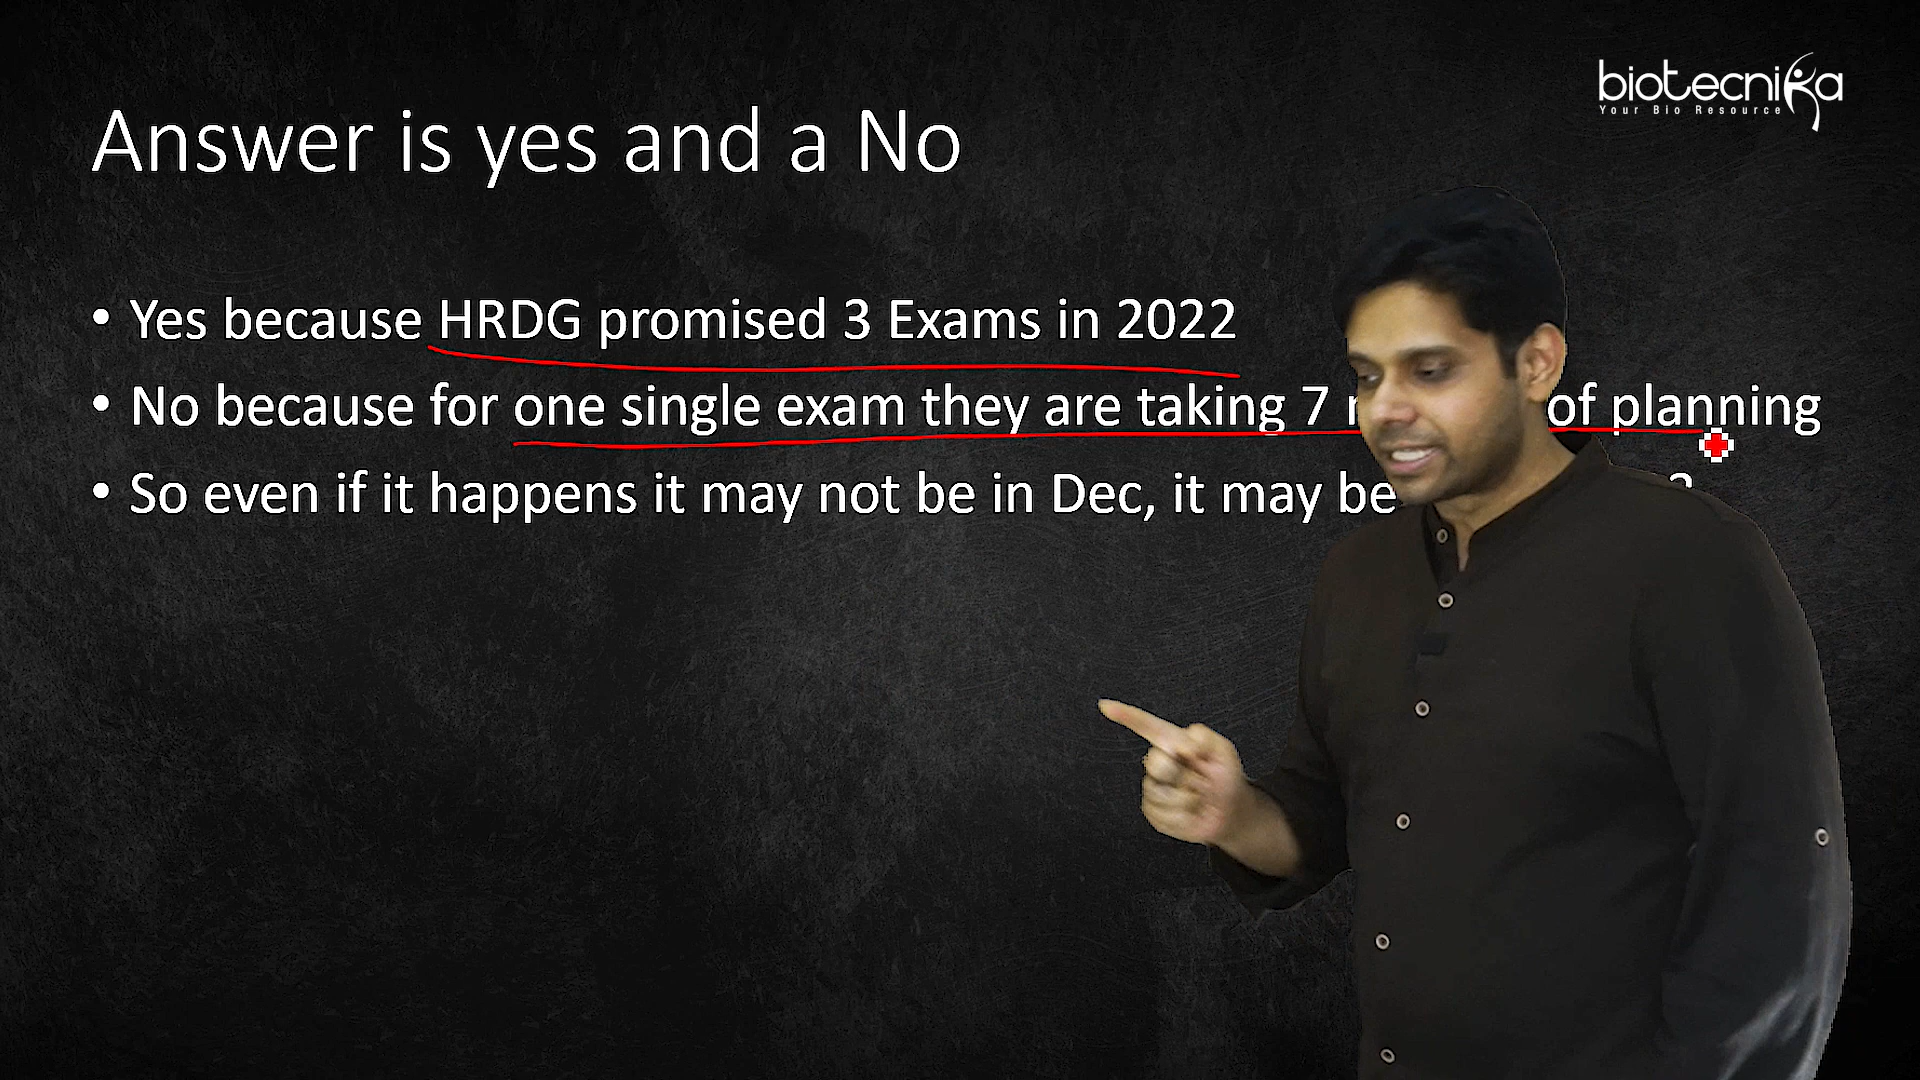 biotecnika
Your Bio Resource
Answer is yes and a No
• Yes because HRDG promised 3 Exams in 2022
• No because for one single exam they are taking 7 of planning
• So even if it happens it may not be in Dec, it may be